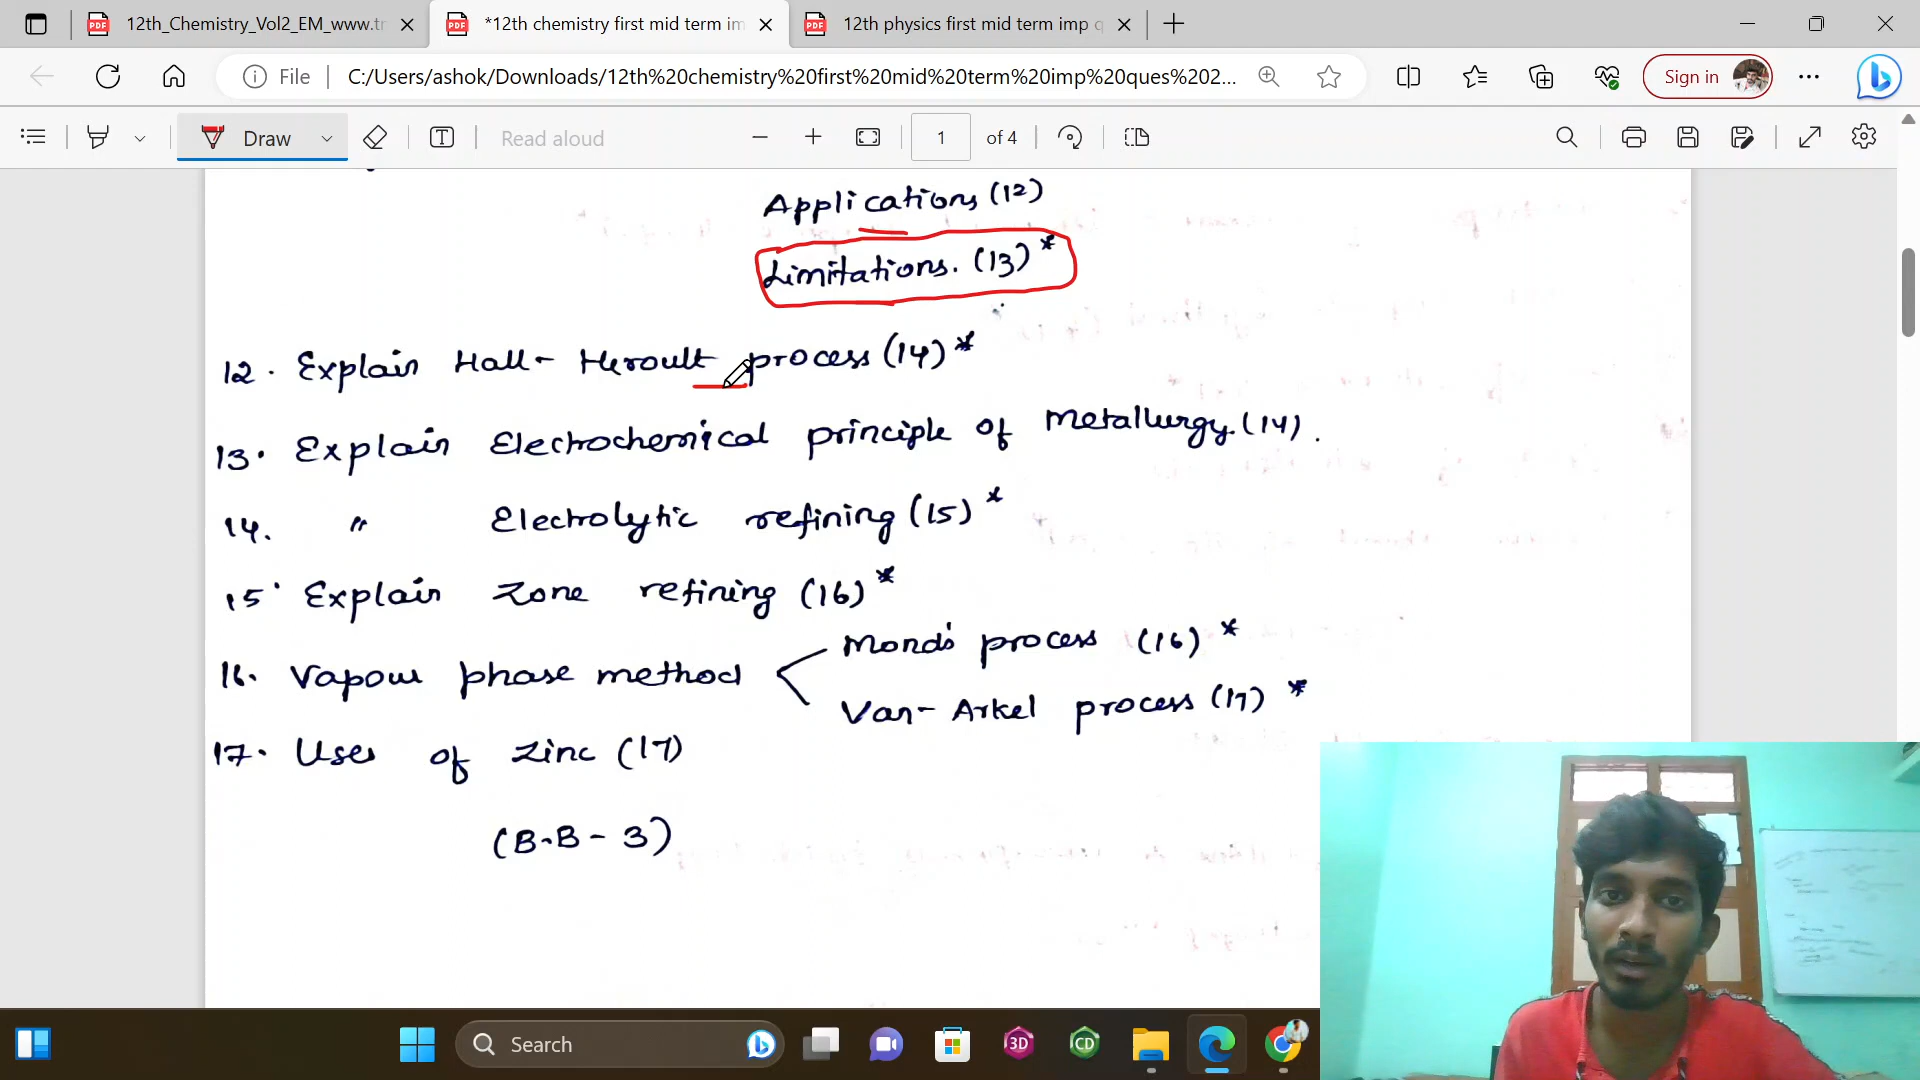 12th_Chemistry_Vol2_EM_www.tr
*12th chemistry first mid term im
12th physics first mid term imp q
File
C:/Users/ashok/Downloads/12th%20chemistry%20first%20mid%20term%20imp%20ques%202...
Sign in
Draw
Read aloud
1 of 4
Applications (12)
Limitations. (13)*
12. Explain Hall- Heroult process (14)*
13. Explain Electrochemical principle of Metallurgy. (14).
14. " Electrolytic refining (15)*
15. Explain Zone refining (16)*
16. Vapour phase method
Mond's process (16)*
Van-Arkel process (17)*
17. Uses of Zinc (17)
(B.B - 3)
Search
3D
CD